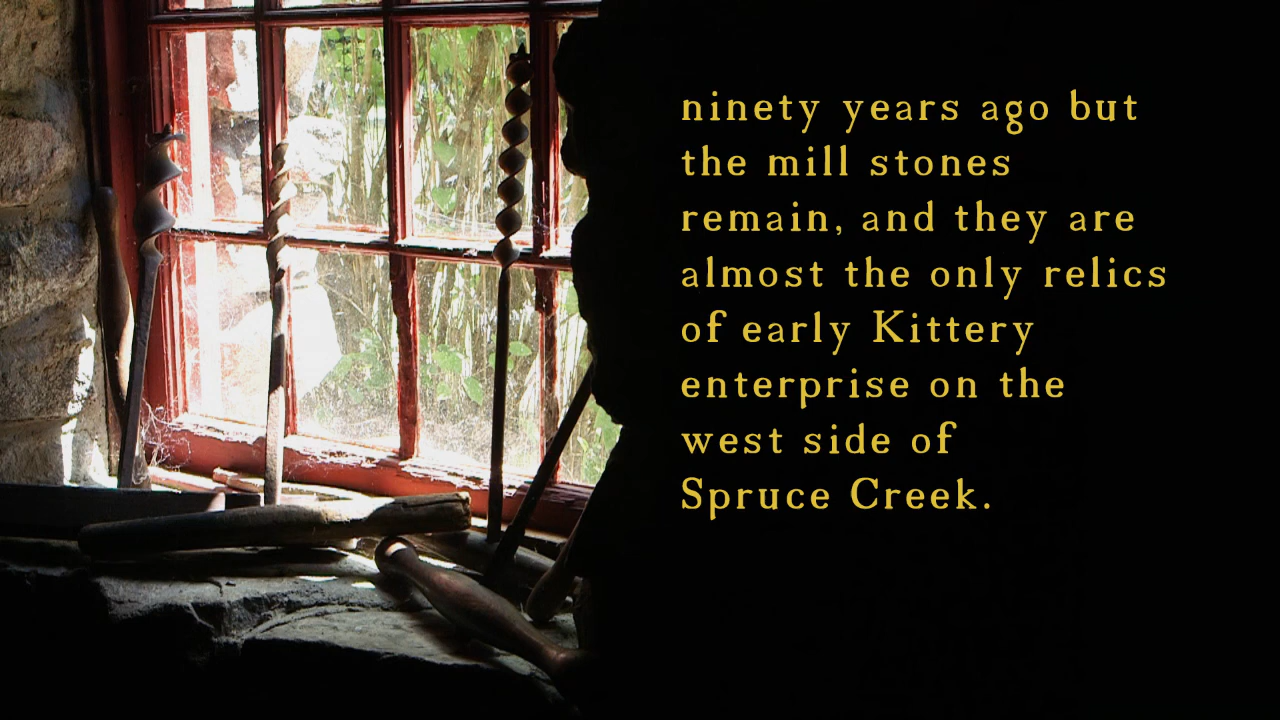 ninety years ago but
the mill stones
remain, and they are
almost the only relics
of early Kittery
enterprise on the
west side of
Spruce Creek.